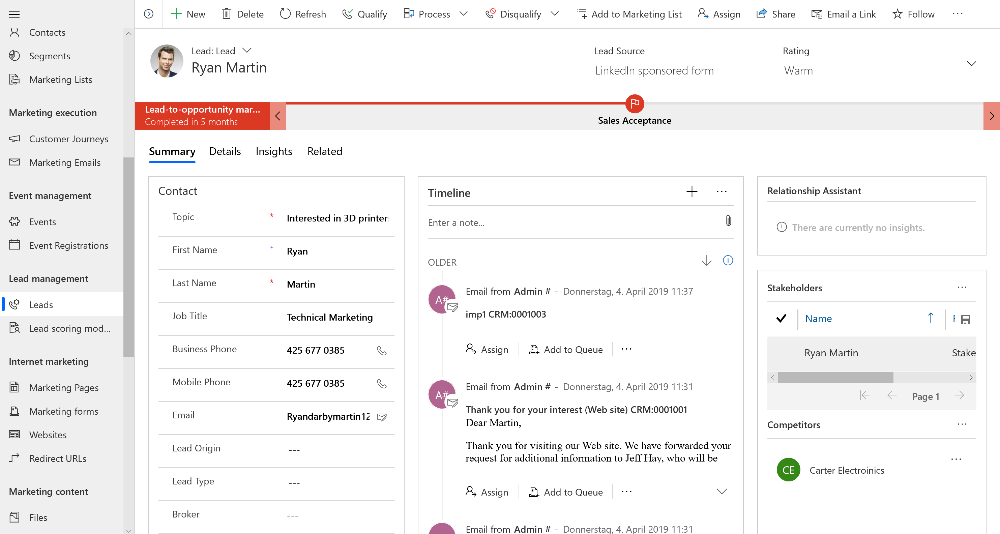 New
Delete
Refresh
Qualify
Process
Disqualify
Add to Marketing List
Assign
Share
Email a Link
Follow
Contacts
Segments
Marketing Lists
Marketing execution
Customer Journeys
Marketing Emails
Event management
Events
Event Registrations
Lead management
Leads
Lead scoring mod...
Internet marketing
Marketing Pages
Marketing forms
Websites
Redirect URLs
Marketing content
Files
Lead: Lead
Ryan Martin
Lead Source
LinkedIn sponsored form
Rating
Warm
Lead-to-opportunity mar...
Completed in 5 months
Sales Acceptance
Summary
Details
Insights
Related
Contact
Topic * Interested in 3D printers
First Name + Ryan
Last Name * Martin
Job Title Technical Marketing
Business Phone 425 677 0385
Mobile Phone 425 677 0385
Email Ryandarbymartin12
Lead Origin ---
Lead Type ---
Broker ---
Timeline
Enter a note...
OLDER
A#
Email from Admin # - Donnerstag, 4. April 2019 11:37
imp1 CRM:0001003
Assign
Add to Queue
A#
Email from Admin # - Donnerstag, 4. April 2019 11:31
Thank you for your interest (Web site) CRM:0001001
Dear Martin,
Thank you for visiting our Web site. We have forwarded your
request for additional information to Jeff Hay, who will be
Assign
Add to Queue
Email from Admin # - Donnerstag, 4. April 2019 11:31
Relationship Assistant
There are currently no insights.
Stakeholders
Name
Ryan Martin
Stake
Page 1
Competitors
CE
Carter Electroinics